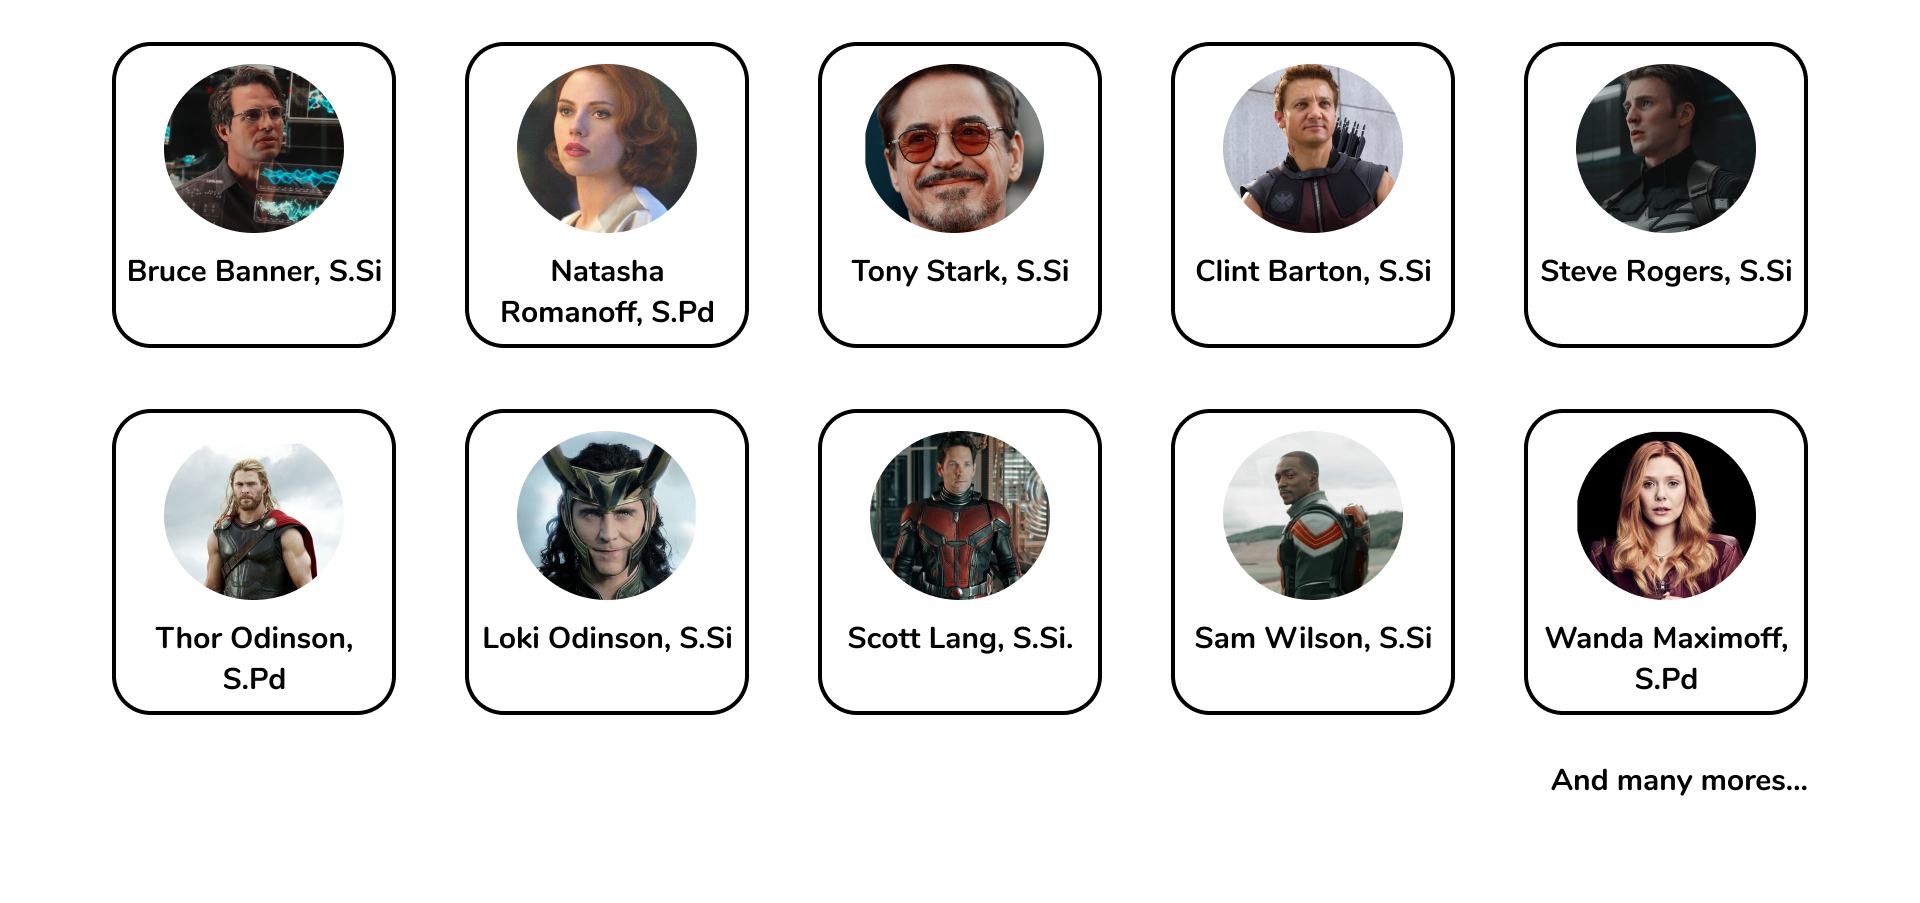 Bruce Banner, S.Si
Natasha
Romanoff, S.Pd
Tony Stark, S.Si
Clint Barton, S.Si
Steve Rogers, S.Si
Thor Odinson,
S.Pd
Loki Odinson, S.Si
Scott Lang, S.Si.
Sam Wilson, S.Si
Wanda Maximoff,
S.Pd
And many mores...